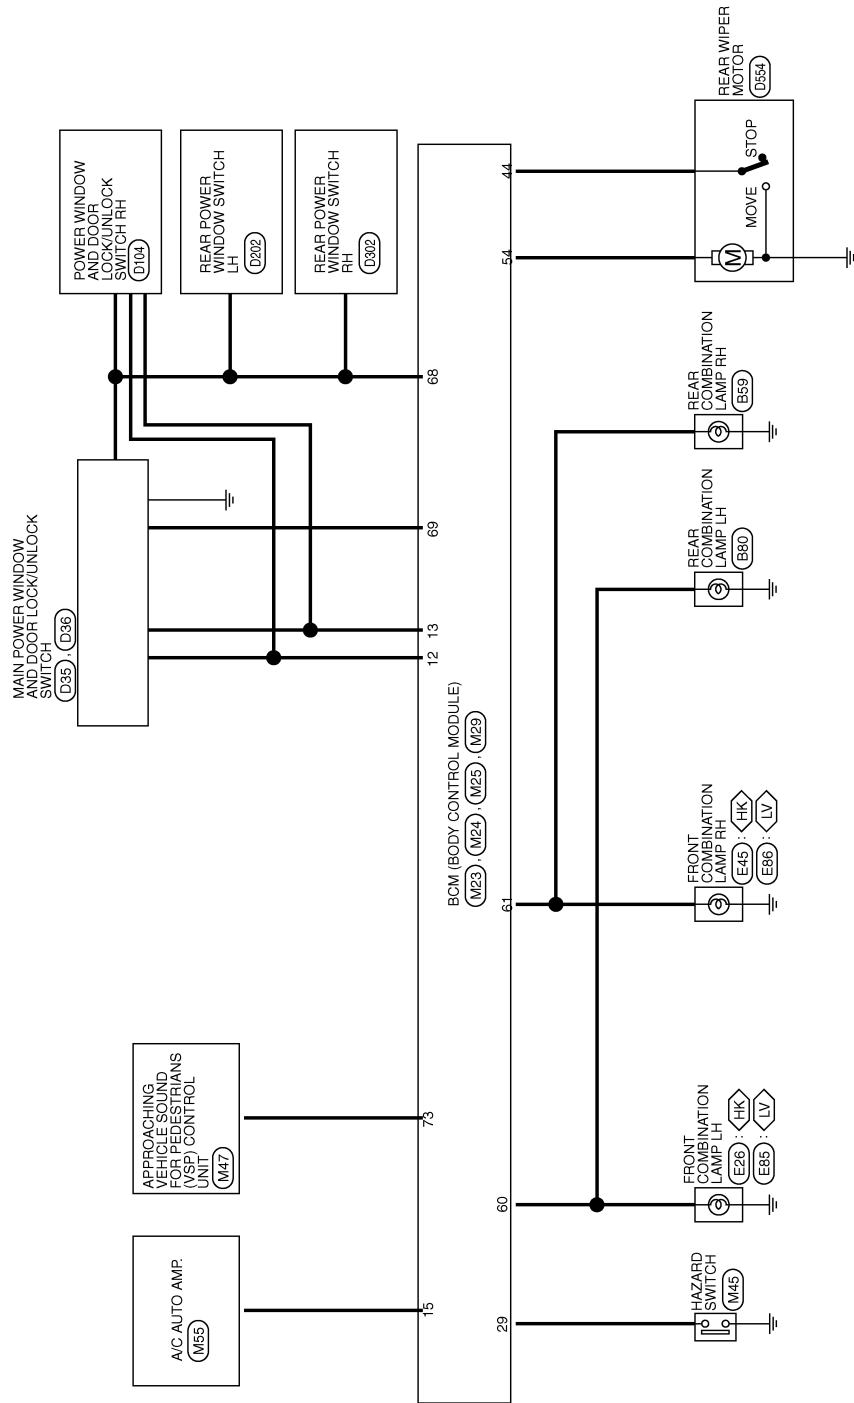 A/C AUTO AMP.
M55
APPROACHING
VEHICLE SOUND
FOR PEDESTRIANS
(VSP) CONTROL
UNIT
M47
MAIN POWER WINDOW
AND DOOR LOCK/UNLOCK
SWITCH
D35 , D36
POWER WINDOW
AND DOOR
LOCK/UNLOCK
SWITCH RH
D104
REAR POWER
WINDOW SWITCH
LH
D202
REAR POWER
WINDOW SWITCH
RH
D302
15
73
12
13
69
68
BCM (BODY CONTROL MODULE)
M23 , M24 , M25 , M29
29
60
61
54
44
HAZARD
SWITCH
M45
FRONT
COMBINATION
LAMP LH
E26 : HK
E85 : LV
FRONT
COMBINATION
LAMP RH
E45 : HK
E86 : LV
REAR
COMBINATION
LAMP LH
B80
REAR
COMBINATION
LAMP RH
B59
REAR WIPER
MOTOR
D554
M
MOVE
STOP